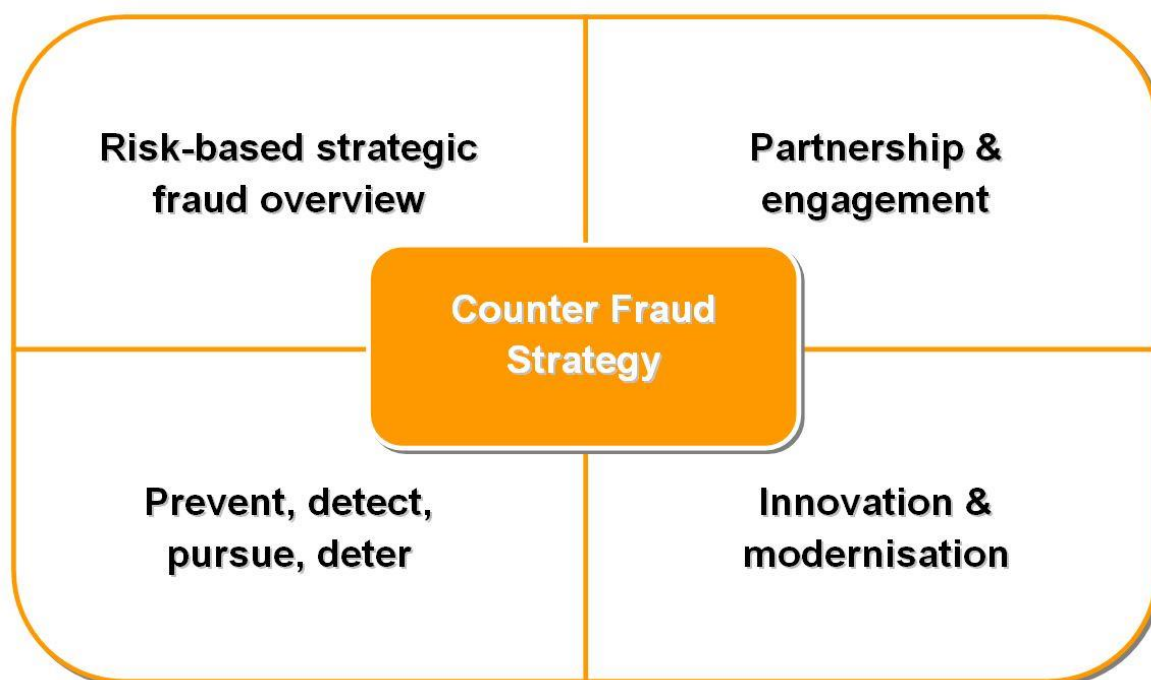 Risk-based strategic
fraud overview
Partnership &
engagement
Counter Fraud
Strategy
Prevent, detect,
pursue, deter
Innovation &
modernisation